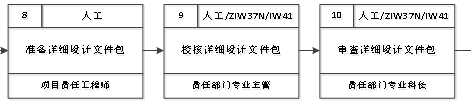 8 人工
准备详细设计文件包
项目责任工程师
9 人工/ZIW37N/IW41
校核详细设计文件包
责任部门专业主管
10 人工/ZIW37N/IW41
审查详细设计文件包
责任部门专业科长